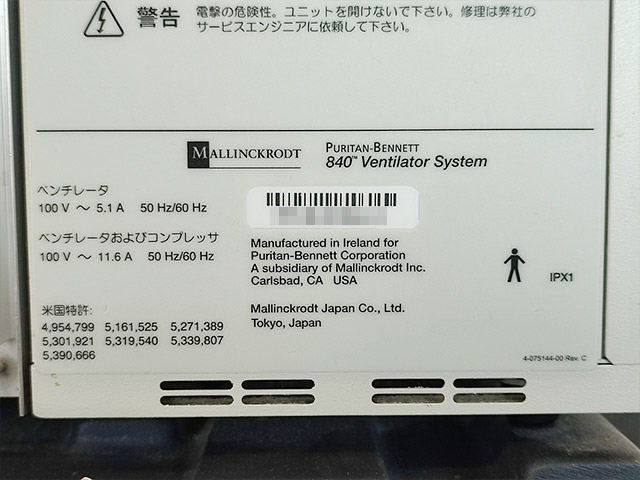 警告
電撃の危険性。ユニットを開けないで下さい。修理は弊社の
サービスエンジニアに依頼して下さい。
MALLINCKRODT
PURITAN-BENNETT
840™ Ventilator System
ベンチレータ
100 V ～ 5.1 A 50 Hz/60 Hz
ベンチレータおよびコンプレッサ
100 V ～ 11.6 A 50 Hz/60 Hz
Manufactured in Ireland for
Puritan-Bennett Corporation
A subsidiary of Mallinckrodt Inc.
Carlsbad, CA USA
IPX1
Mallinckrodt Japan Co., Ltd.
Tokyo, Japan
米国特許:
4,954,799 5,161,525 5,271,389
5,301,921 5,319,540 5,339,807
5,390,666
4-075144-00 Rev. C